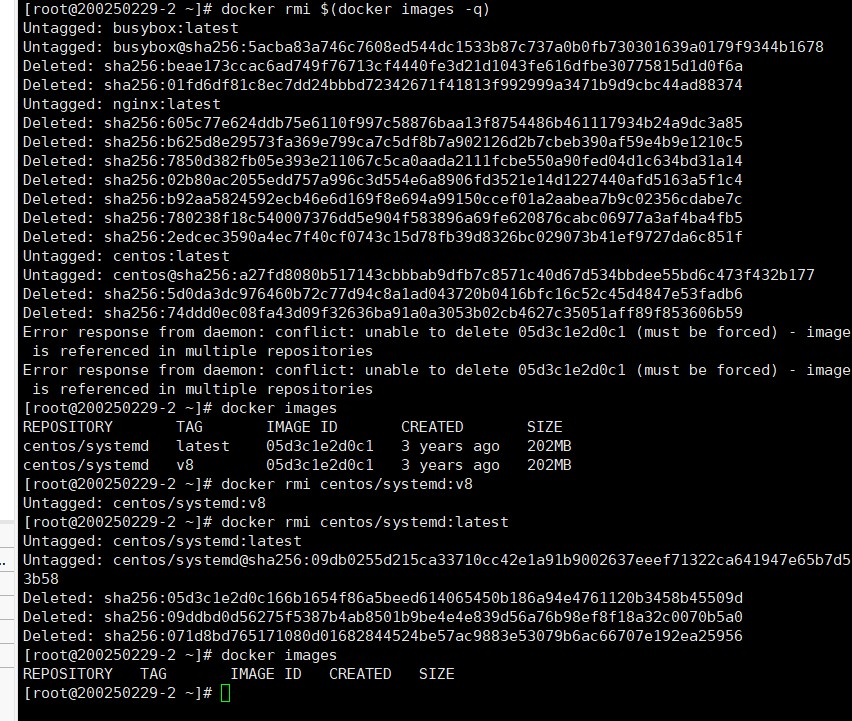 [root@200250229-2 ~]# docker rmi $(docker images -q)
Untagged: busybox:latest
Untagged: busybox@sha256:5acba83a746c7608ed544dc1533b87c737a0b0fb730301639a0179f9344b1678
Deleted: sha256:beae173ccac6ad749f76713cf4440fe3d21d1043fe616dfbe30775815d1d0f6a
Deleted: sha256:01fd6df81c8ec7dd24bbbd72342671f41813f992999a3471b9d9cbc44ad88374
Untagged: nginx:latest
Deleted: sha256:605c77e624ddb75e6110f997c58876baa13f8754486b461117934b24a9dc3a85
Deleted: sha256:b625d8e29573fa369e799ca7c5df8b7a902126d2b7cbeb390af59e4b9e1210c5
Deleted: sha256:7850d382fb05e393e211067c5ca0aada2111fcbe550a90fed04d1c634bd31a14
Deleted: sha256:02b80ac2055edd757a996c3d554e6a8906fd3521e14d1227440afd5163a5f1c4
Deleted: sha256:b92aa5824592ecb46e6d169f8e694a99150ccef01a2aabea7b9c02356cdabe7c
Deleted: sha256:780238f18c540007376dd5e904f583896a69fe620876cabc06977a3af4ba4fb5
Deleted: sha256:2edcec3590a4ec7f40cf0743c15d78fb39d8326bc029073b41ef9727da6c851f
Untagged: centos:latest
Untagged: centos@sha256:a27fd8080b517143cbbbab9dfb7c8571c40d67d534bbdee55bd6c473f432b177
Deleted: sha256:5d0da3dc976460b72c77d94c8a1ad043720b0416bfc16c52c45d4847e53fadb6
Deleted: sha256:74ddd0ec08fa43d09f32636ba91a0a3053b02cb4627c35051aff89f853606b59
Error response from daemon: conflict: unable to delete 05d3c1e2d0c1 (must be forced) - image
is referenced in multiple repositories
Error response from daemon: conflict: unable to delete 05d3c1e2d0c1 (must be forced) - image
is referenced in multiple repositories
[root@200250229-2 ~]# docker images
REPOSITORY TAG IMAGE ID CREATED SIZE
centos/systemd latest 05d3c1e2d0c1 3 years ago 202MB
centos/systemd v8 05d3c1e2d0c1 3 years ago 202MB
[root@200250229-2 ~]# docker rmi centos/systemd:v8
Untagged: centos/systemd:v8
[root@200250229-2 ~]# docker rmi centos/systemd:latest
Untagged: centos/systemd:latest
Untagged: centos/systemd@sha256:09db0255d215ca33710cc42e1a91b9002637eeef71322ca641947e65b7d5
3b58
Deleted: sha256:05d3c1e2d0c166b1654f86a5beed614065450b186a94e4761120b3458b45509d
Deleted: sha256:09ddbd0d56275f5387b4ab8501b9be4e4e839d56a76b98ef8f18a32c0070b5a0
Deleted: sha256:071d8bd765171080d01682844524be57ac9883e53079b6ac66707e192ea25956
[root@200250229-2 ~]# docker images
REPOSITORY TAG IMAGE ID CREATED SIZE
[root@200250229-2 ~]#